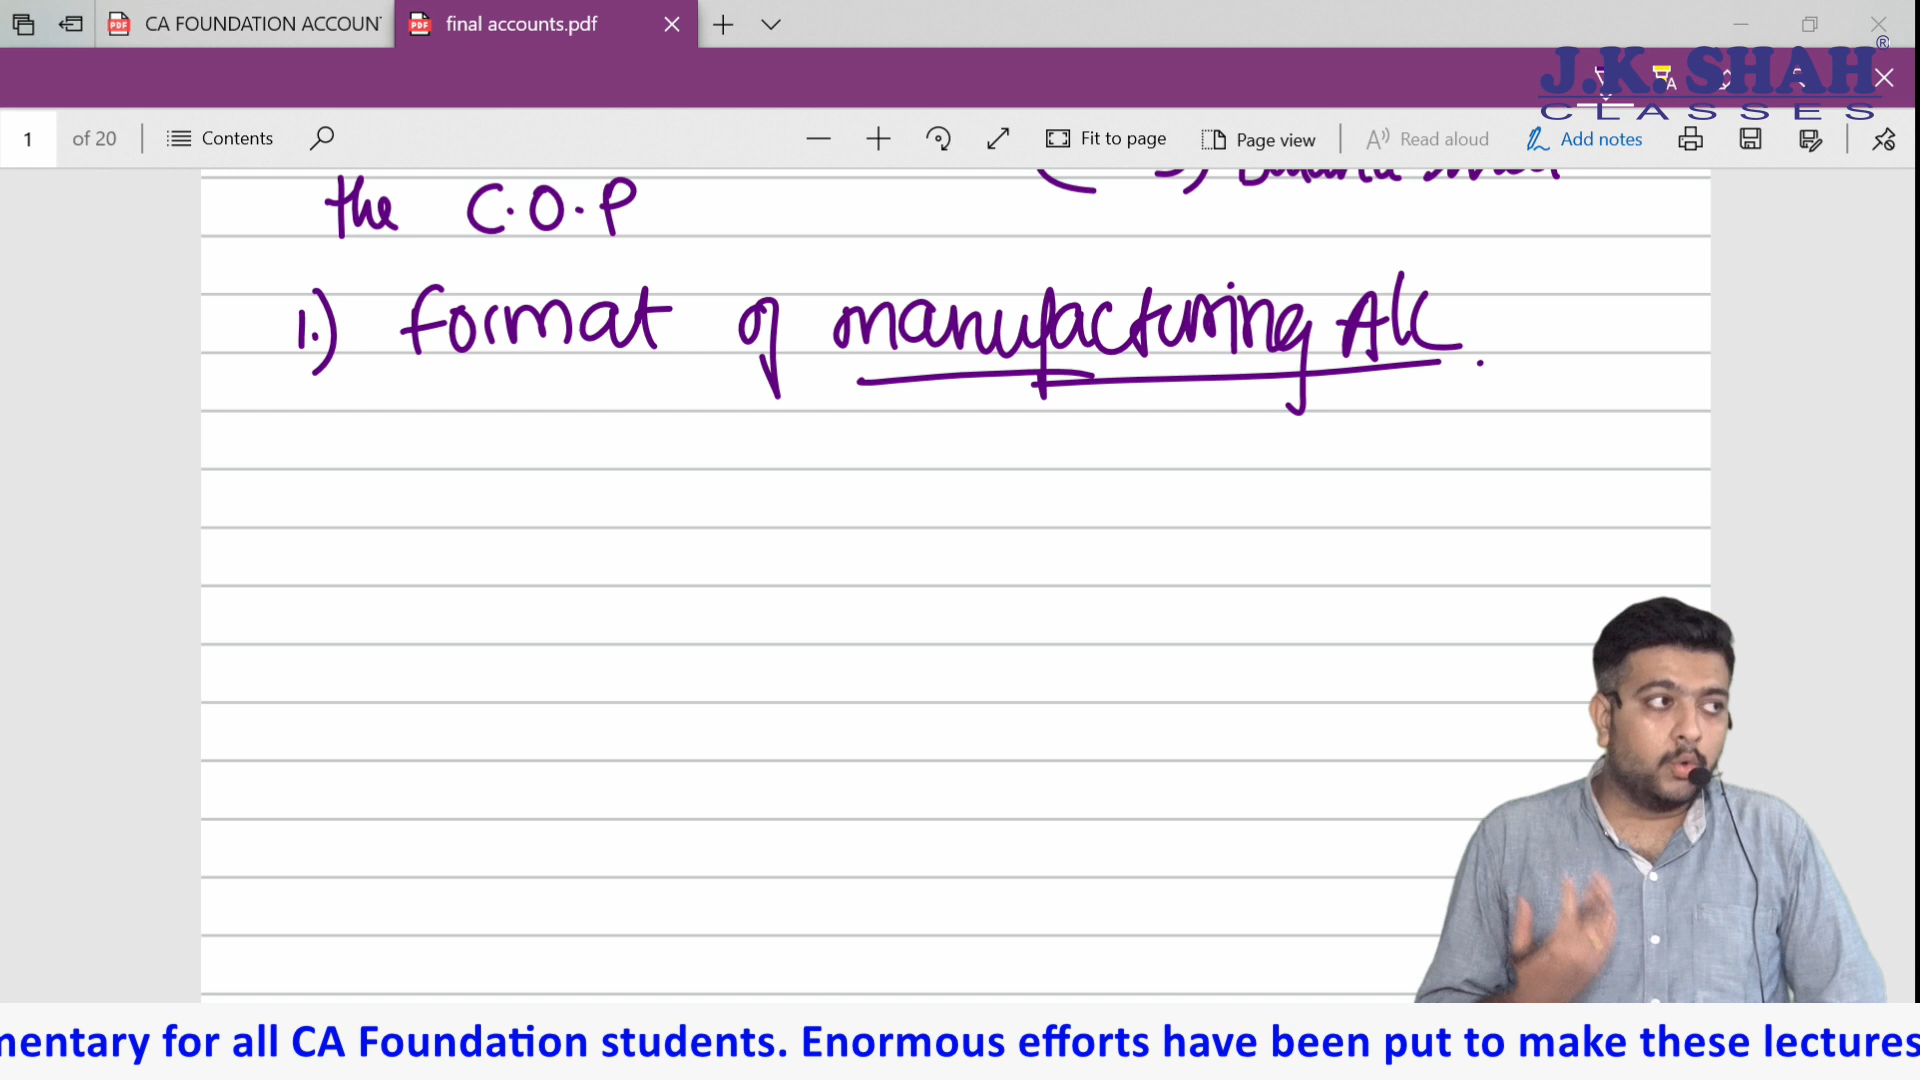 CA FOUNDATION ACCOUN
final accounts.pdf
J.K. SHAH ®
CLASSES
1 of 20 Contents Fit to page Page view Read aloud Add notes
the C.O.P
1.) format of manufacturing A/c.
mentary for all CA Foundation students. Enormous efforts have been put to make these lectures